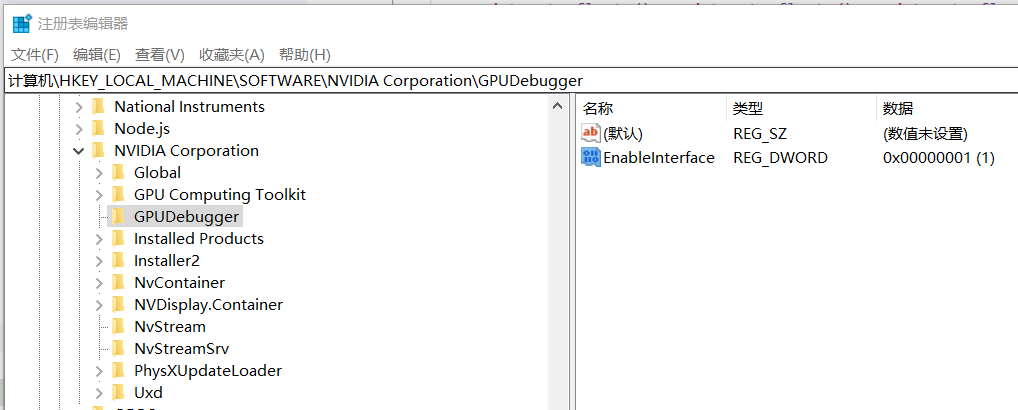 注册表编辑器
文件(F) 编辑(E) 查看(V) 收藏夹(A) 帮助(H)
计算机\HKEY_LOCAL_MACHINE\SOFTWARE\NVIDIA Corporation\GPUDebugger
National Instruments
Node.js
NVIDIA Corporation
Global
GPU Computing Toolkit
GPUDebugger
Installed Products
Installer2
NvContainer
NVDisplay.Container
NvStream
NvStreamSrv
PhysXUpdateLoader
Uxd
名称 类型 数据
ab (默认) REG_SZ (数值未设置)
EnableInterface REG_DWORD 0x00000001 (1)